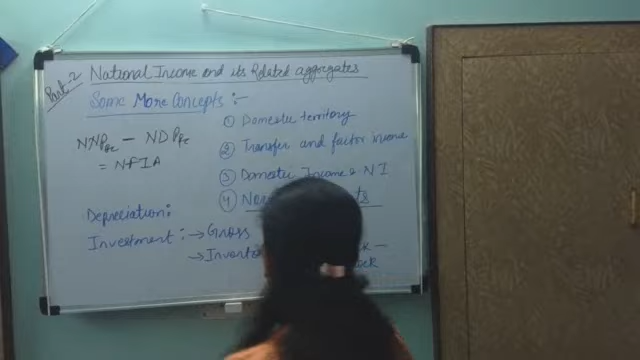 Part-2
National Income and its Related aggregates
Some More Concepts :-
① Domestic territory
NNPFC – NDPFC
② Transfer and factor income
= NFIA
③ Domestic Income & NI
④
Depreciation:
Investment : → Gross
→